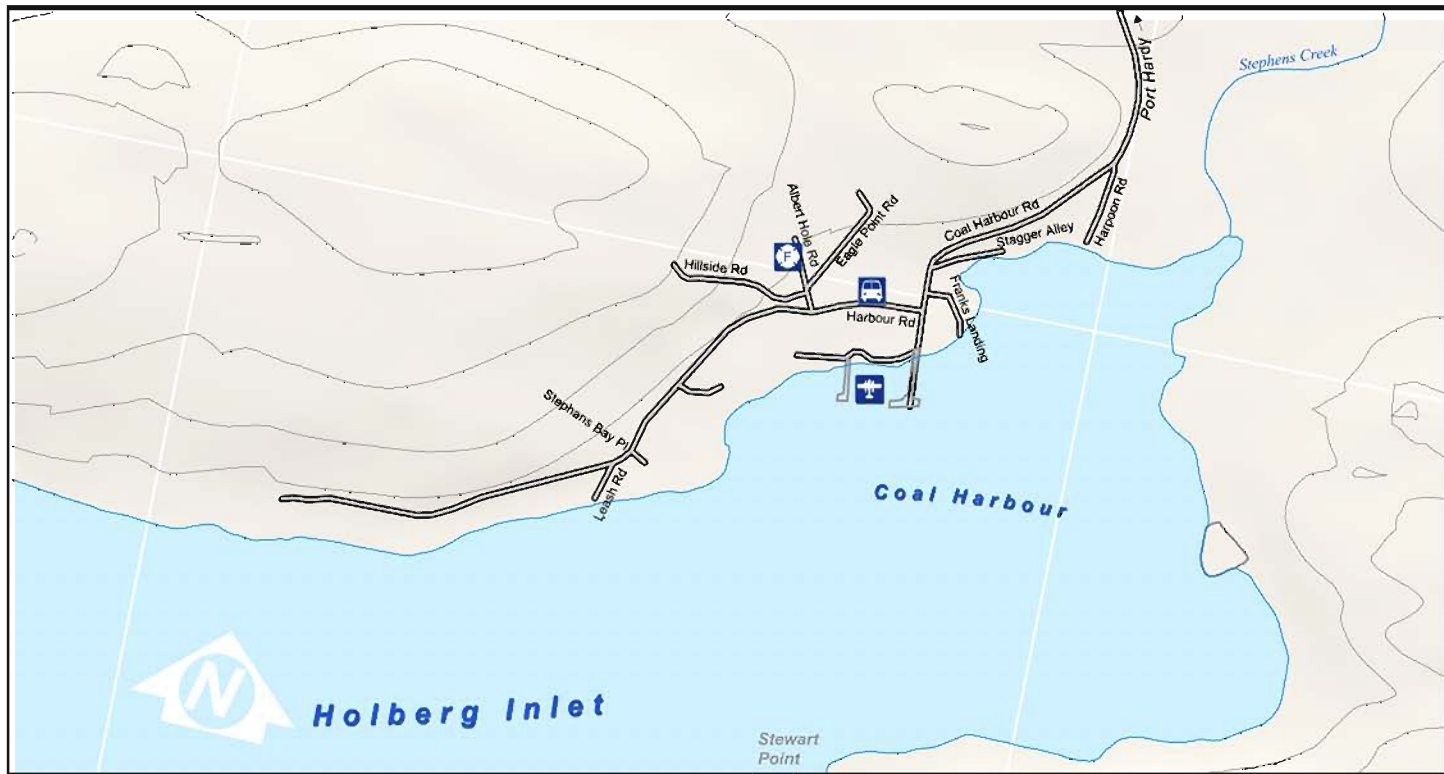 Port Hardy
Stephens Creek
Albert Hole Rd
Eagle Point Rd
Coal Harbour Rd
Harpoon Rd
Stagger Alley
F
Hillside Rd
Franks Landing
Harbour Rd
Stephans Bay Pl
Leash Rd
Coal Harbour
N
Holberg Inlet
Stewart
Point